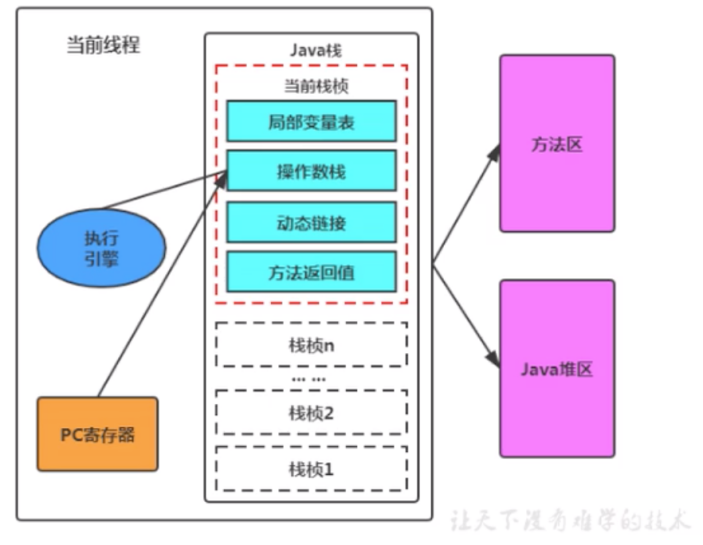 当前线程
Java栈
当前栈桢
局部变量表
操作数栈
动态链接
方法返回值
执行
引擎
PC寄存器
栈桢n
... ...
栈桢2
栈桢1
方法区
Java堆区
让天下没有难学的技术